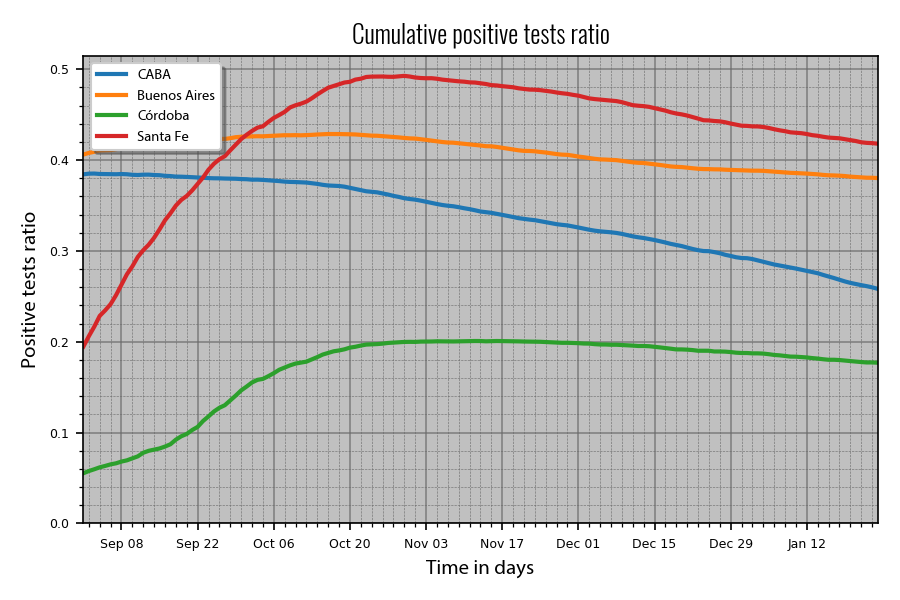 Cumulative positive tests ratio
CABA
Buenos Aires
Córdoba
Santa Fe
Positive tests ratio
0.5
0.4
0.3
0.2
0.1
0.0
Sep 08 Sep 22 Oct 06 Oct 20 Nov 03 Nov 17 Dec 01 Dec 15 Dec 29 Jan 12
Time in days